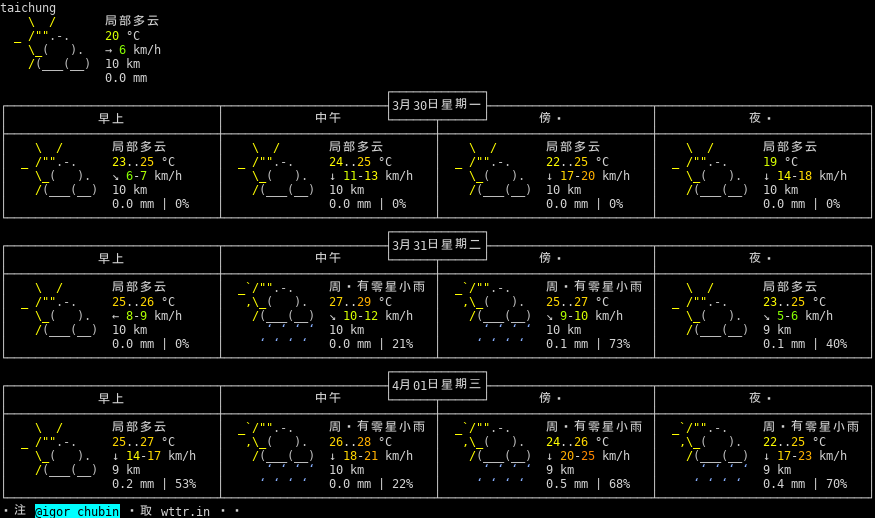 taichung
局部多云
20 °C
→ 6 km/h
10 km
0.0 mm
3月30日星期一
早上 中午 傍· 夜·
局部多云 局部多云 局部多云 局部多云
23..25 °C 24..25 °C 22..25 °C 19 °C
↘ 6-7 km/h ↓ 11-13 km/h ↓ 17-20 km/h ↓ 14-18 km/h
10 km 10 km 10 km 10 km
0.0 mm | 0% 0.0 mm | 0% 0.0 mm | 0% 0.0 mm | 0%
3月31日星期二
早上 中午 傍· 夜·
局部多云 周·有零星小雨 周·有零星小雨 局部多云
25..26 °C 27..29 °C 25..27 °C 23..25 °C
← 8-9 km/h ↘ 10-12 km/h ↘ 9-10 km/h ↘ 5-6 km/h
10 km 10 km 10 km 9 km
0.0 mm | 0% 0.0 mm | 21% 0.1 mm | 73% 0.1 mm | 40%
4月01日星期三
早上 中午 傍· 夜·
局部多云 周·有零星小雨 周·有零星小雨 周·有零星小雨
25..27 °C 26..28 °C 24..26 °C 22..25 °C
↓ 14-17 km/h ↓ 18-21 km/h ↓ 20-25 km/h ↓ 17-23 km/h
9 km 10 km 9 km 9 km
0.2 mm | 53% 0.0 mm | 22% 0.5 mm | 68% 0.4 mm | 70%
·注 @igor_chubin ·取 wttr.in ··